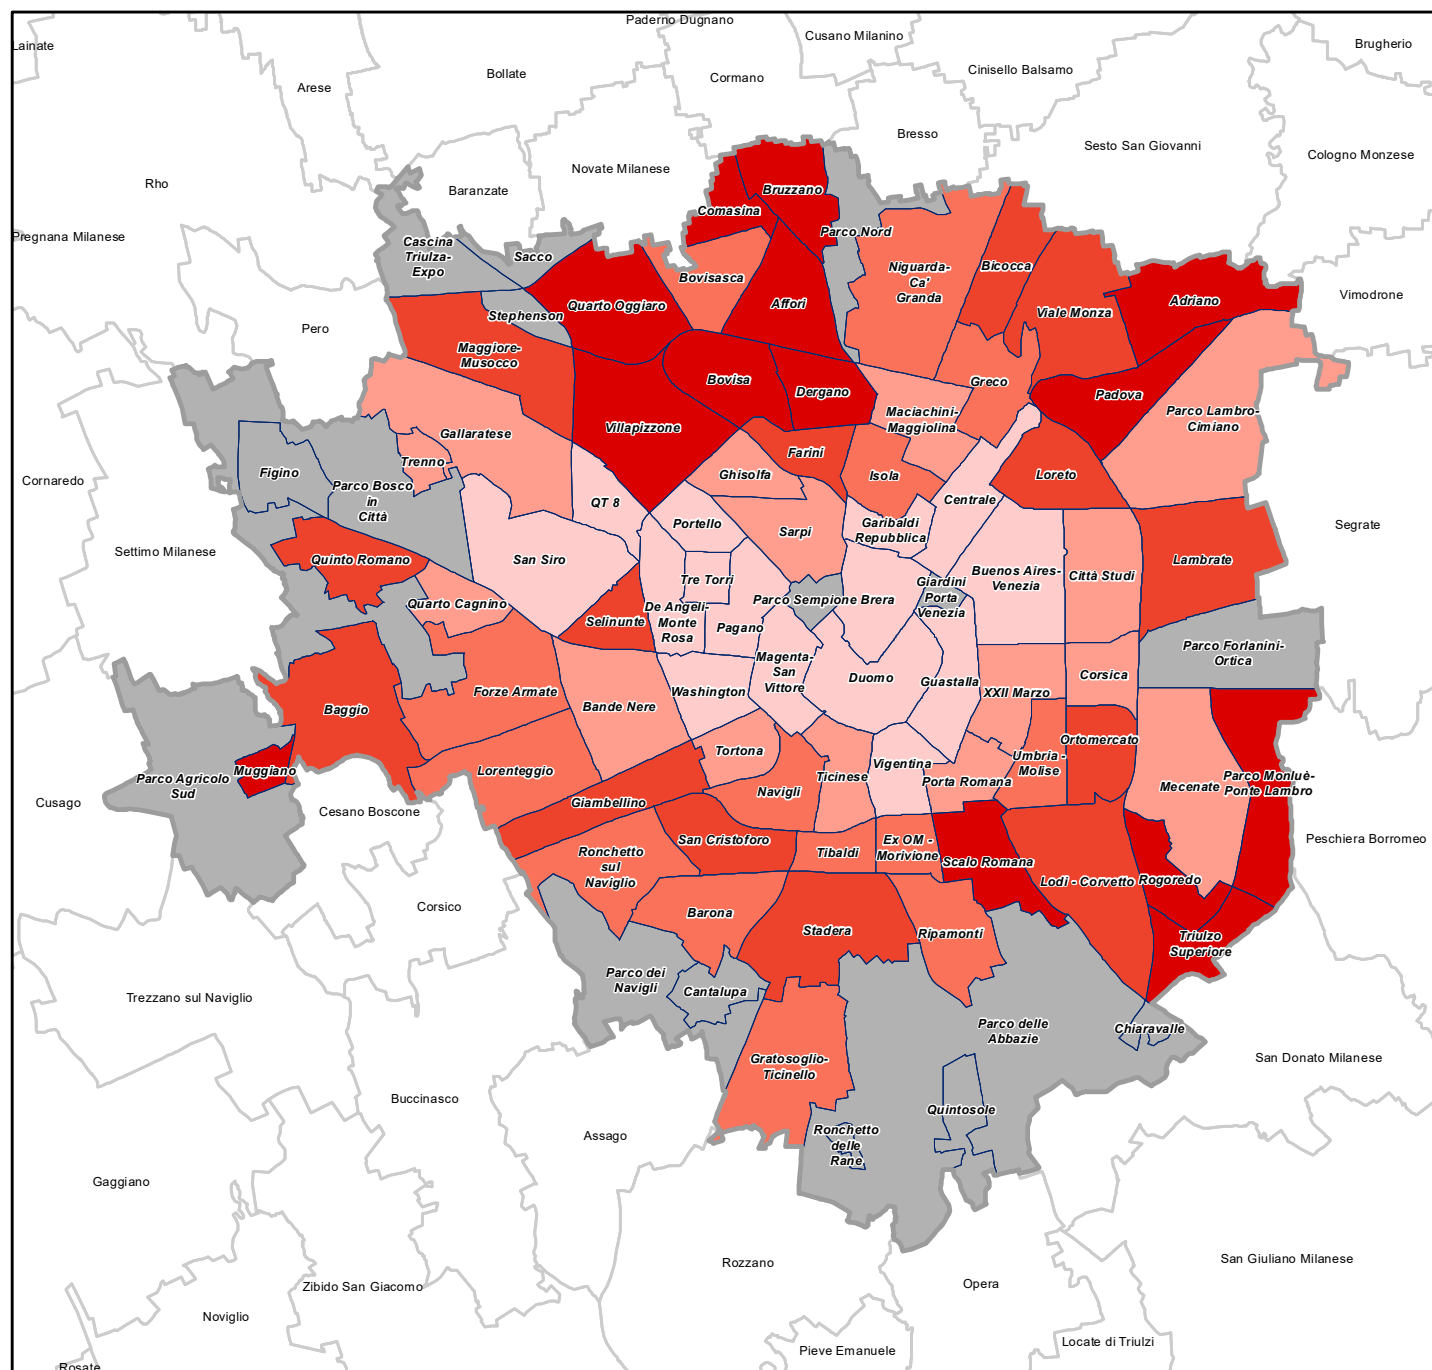 Paderno Dugnano
Lainate
Cusano Milanino
Brugherio
Bollate
Cormano
Cinisello Balsamo
Arese
Bresso
Sesto San Giovanni
Cologno Monzese
Novate Milanese
Rho
Baranzate
Bruzzano
Comasina
Pregnana Milanese
Parco Nord
Cascina
Triulza-
Expo
Sacco
Bovisasca
Niguarda-
Ca'
Granda
Bicocca
Vimodrone
Quarto Oggiaro
Affori
Adriano
Stephenson
Viale Monza
Pero
Maggiore-
Musocco
Bovisa
Dergano
Greco
Padova
Maciachini-
Maggiolina
Parco Lambro-
Cimiano
Villapizzone
Gallaratese
Farini
Trenno
Figino
Ghisolfa
Isola
Loreto
Cornaredo
Parco Bosco
in
Città
QT 8
Centrale
Portello
Garibaldi
Repubblica
Segrate
Sarpi
Settimo Milanese
Quinto Romano
San Siro
Lambrate
Tre Torri
Buenos Aires-
Venezia
Città Studi
Giardini
Porta
Venezia
Parco Sempione
Brera
Quarto Cagnino
De Angeli-
Monte
Rosa
Selinunte
Pagano
Parco Forlanini-
Ortica
Magenta-
San
Vittore
Duomo
Guastalla
Corsica
Forze Armate
Washington
XXII Marzo
Baggio
Bande Nere
Ortomercato
Tortona
Umbria -
Molise
Vigentina
Muggiano
Parco Agricolo
Sud
Lorenteggio
Ticinese
Porta Romana
Parco Monluè-
Ponte Lambro
Mecenate
Navigli
Cusago
Giambellino
Cesano Boscone
San Cristoforo
Peschiera Borromeo
Ronchetto
sul
Naviglio
Tibaldi
Ex OM -
Morivione
Scalo Romana
Lodi - Corvetto
Rogoredo
Corsico
Barona
Stadera
Ripamonti
Triulzo
Superiore
Parco dei
Navigli
Cantalupa
Trezzano sul Naviglio
Parco delle
Abbazie
Chiaravalle
Gratosoglio-
Ticinello
San Donato Milanese
Buccinasco
Quintosole
Assago
Ronchetto
delle
Rane
Gaggiano
San Giuliano Milanese
Rozzano
Zibido San Giacomo
Opera
Noviglio
Locate di Triulzi
Pieve Emanuele
Rosate